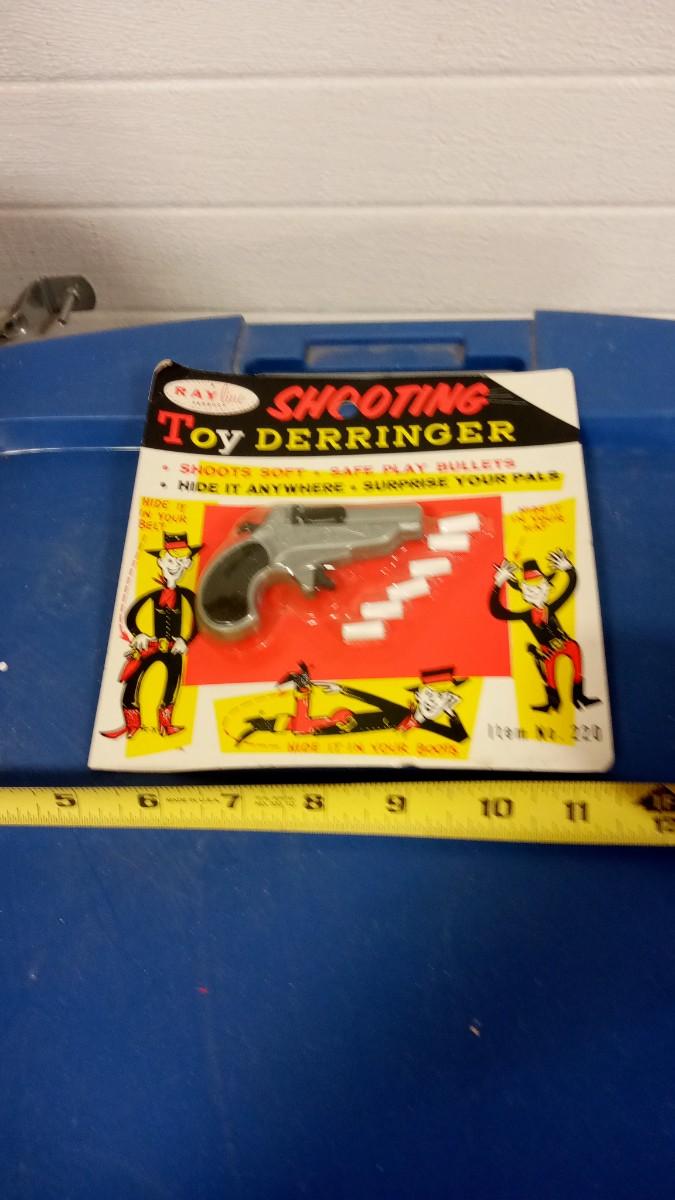 RAY line
SHOOTING
Toy DERRINGER
• SHOOTS SOFT • SAFE PLAY BULLETS
• HIDE IT ANYWHERE • SURPRISE YOUR PALS
HIDE IT
IN YOUR
BELT
HIDE IT
IN YOUR
HAT
HIDE IT IN YOUR BOOTS
Item No. 220
5 6 MADE IN U.S.A. 7 8 9 10 11